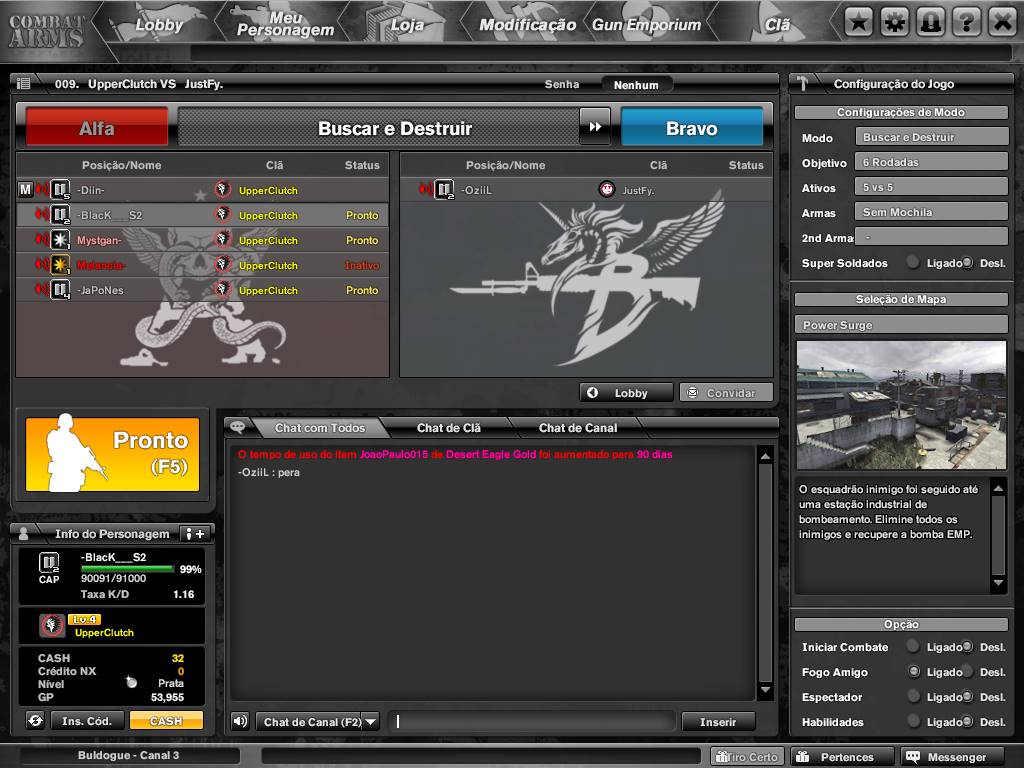 COMBAT ARMS
Lobby
Meu Personagem
Loja
Modificação
Gun Emporium
Clã
009. UpperClutch VS JustFy.
Senha
Nenhum
Configuração do Jogo
Alfa
Buscar e Destruir
Bravo
Configurações de Modo
Modo Buscar e Destruir
Objetivo 6 Rodadas
Ativos 5 vs 5
Armas Sem Mochila
2nd Arma -
Super Soldados Ligado Desl.
Posição/Nome Clã Status
M -Diin- UpperClutch
-BlacK___S2 UpperClutch Pronto
Mystgan- UpperClutch Pronto
Melancia- UpperClutch Inativo
-JaPoNes UpperClutch Pronto
Posição/Nome Clã Status
-OziiL JustFy.
Seleção de Mapa
Power Surge
Lobby
Convidar
Pronto
(F5)
Chat com Todos
Chat de Clã
Chat de Canal
O tempo de uso do item JoaoPaulo015 de Desert Eagle Gold foi aumentado para 90 dias
-OziiL : pera
O esquadrão inimigo foi seguido até
uma estação industrial de
bombeamento. Elimine todos os
inimigos e recupere a bomba EMP.
Info do Personagem
CAP
-BlacK___S2
99%
90091/91000
Taxa K/D 1.16
Lv.4
UpperClutch
CASH 32
Crédito NX 0
Nível Prata
GP 53,955
Ins. Cód.
CASH
Chat de Canal (F2)
Inserir
Opção
Iniciar Combate Ligado Desl.
Fogo Amigo Ligado Desl.
Espectador Ligado Desl.
Habilidades Ligado Desl.
Buldogue - Canal 3
Tiro Certo
Pertences
Messenger